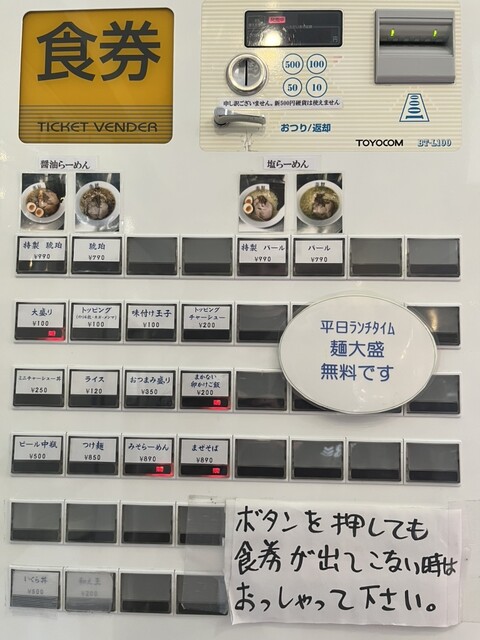 食券
TICKET VENDER
500 100
50 10
申し訳ございません。新500円硬貨は使えません
おつり/返却
TOYOCOM BT-L100
醤油らーめん
塩らーめん
特製 琥珀
¥990
琥珀
¥790
特製 パール
¥990
パール
¥790
大盛り
¥100
トッピング
¥100
味付け玉子
¥100
トッピング
チャーシュー
¥200
平日ランチタイム
麺大盛
無料です
ミニチャーシュー丼
¥250
ライス
¥120
おつまみ盛り
¥350
まかない
卵かけご飯
¥200
ビール中瓶
¥500
つけ麺
¥850
みそらーめん
¥890
まぜそば
¥890
ボタンを押しても
食券が出てこない時は
おっしゃって下さい。
いくら丼